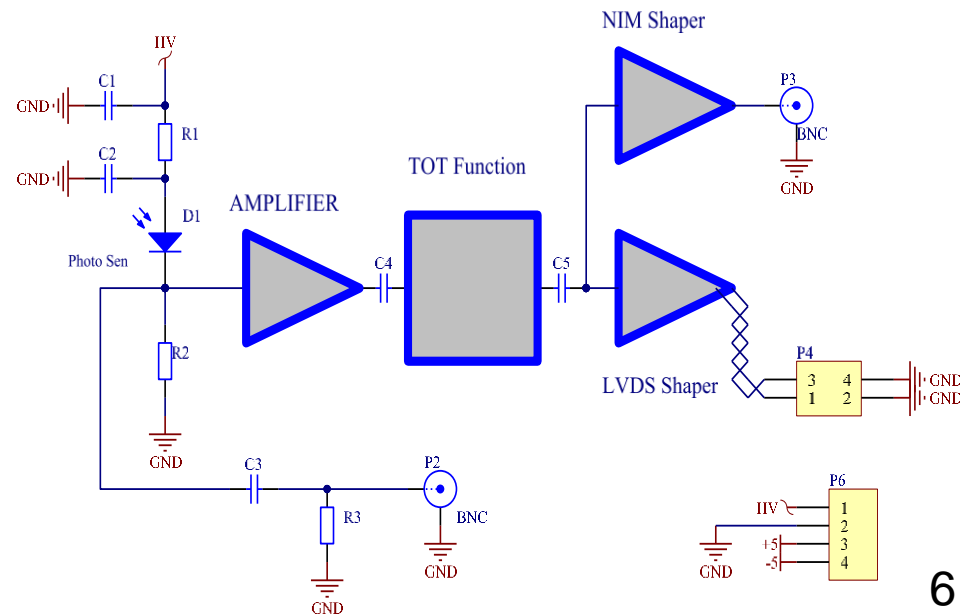 NIM Shaper
HV
C1
P3
GND
R1
BNC
C2
TOT Function
GND
GND
D1
AMPLIFIER
Photo Sen
C4
C5
R2
P4
LVDS Shaper
3 4
GND
1 2
GND
GND
C3
P2
P6
R3
BNC
HV
1
2
+5
3
GND
-5
4
GND
GND
6